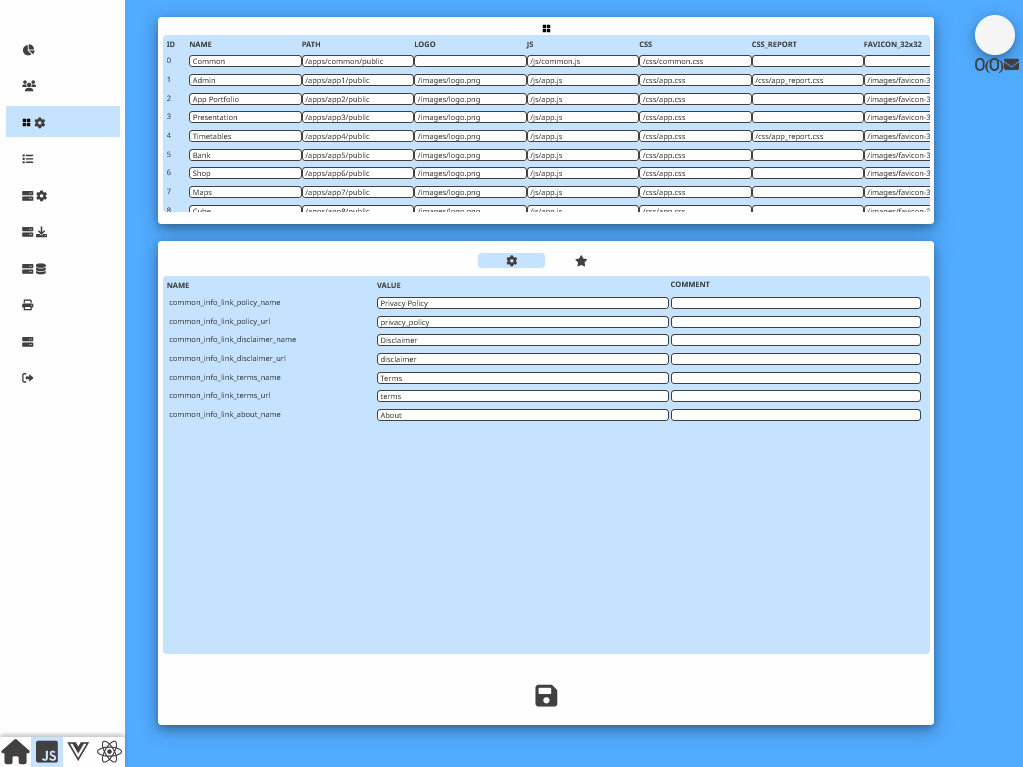 ID NAME PATH LOGO JS CSS CSS_REPORT FAVICON_32x32
0 Common /apps/common/public /js/common.js /css/common.css
1 Admin /apps/app1/public /images/logo.png /js/app.js /css/app.css /css/app_report.css /images/favicon-3
2 App Portfolio /apps/app2/public /images/logo.png /js/app.js /css/app.css /images/favicon-3
3 Presentation /apps/app3/public /images/logo.png /js/app.js /css/app.css /images/favicon-3
4 Timetables /apps/app4/public /images/logo.png /js/app.js /css/app.css /css/app_report.css /images/favicon-3
5 Bank /apps/app5/public /images/logo.png /js/app.js /css/app.css /images/favicon-3
6 Shop /apps/app6/public /images/logo.png /js/app.js /css/app.css /images/favicon-3
7 Maps /apps/app7/public /images/logo.png /js/app.js /css/app.css /images/favicon-3
8 Cube /apps/app8/public /images/logo.png /js/app.js /css/app.css /images/favicon-3
0(0)
NAME VALUE COMMENT
common_info_link_policy_name Privacy Policy
common_info_link_policy_url privacy_policy
common_info_link_disclaimer_name Disclaimer
common_info_link_disclaimer_url disclaimer
common_info_link_terms_name Terms
common_info_link_terms_url terms
common_info_link_about_name About
JS